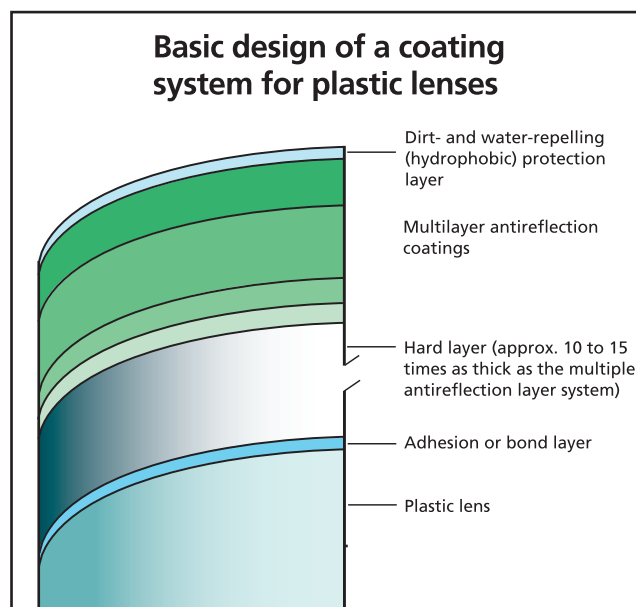 Basic design of a coating
system for plastic lenses
Dirt- and water-repelling
(hydrophobic) protection
layer
Multilayer antireflection
coatings
Hard layer (approx. 10 to 15
times as thick as the multiple
antireflection layer system)
Adhesion or bond layer
Plastic lens